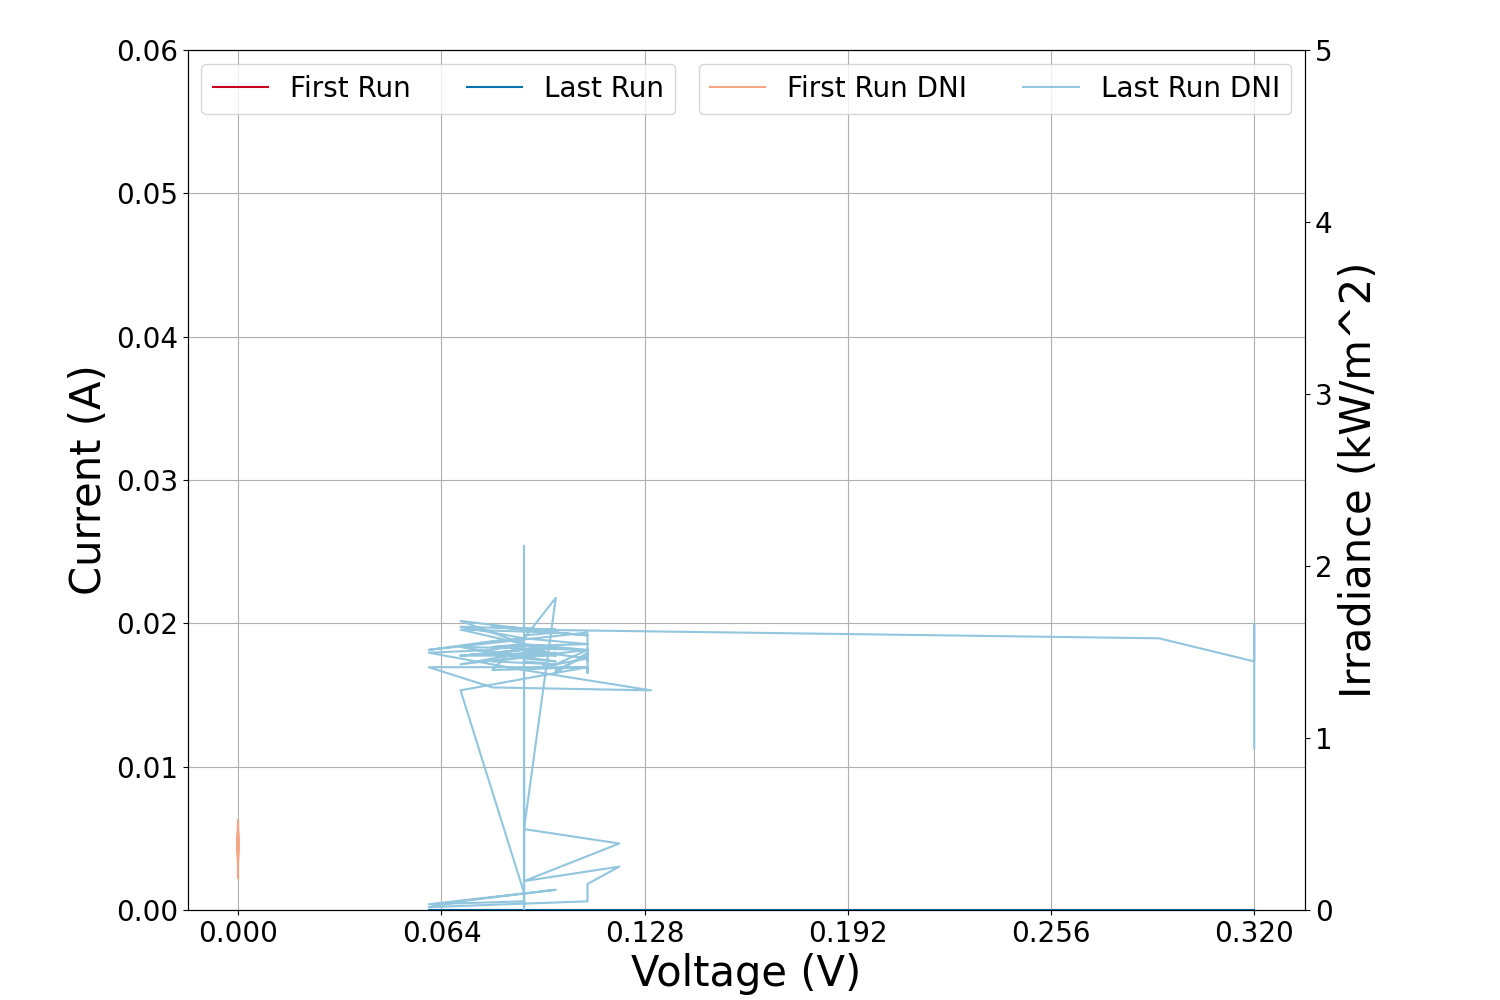 First Run
Last Run
First Run DNI
Last Run DNI
0.06
0.05
0.04
0.03
0.02
0.01
0.00
Current (A)
5
4
3
2
1
0
Irradiance (kW/m^2)
0.000
0.064
0.128
0.192
0.256
0.320
Voltage (V)